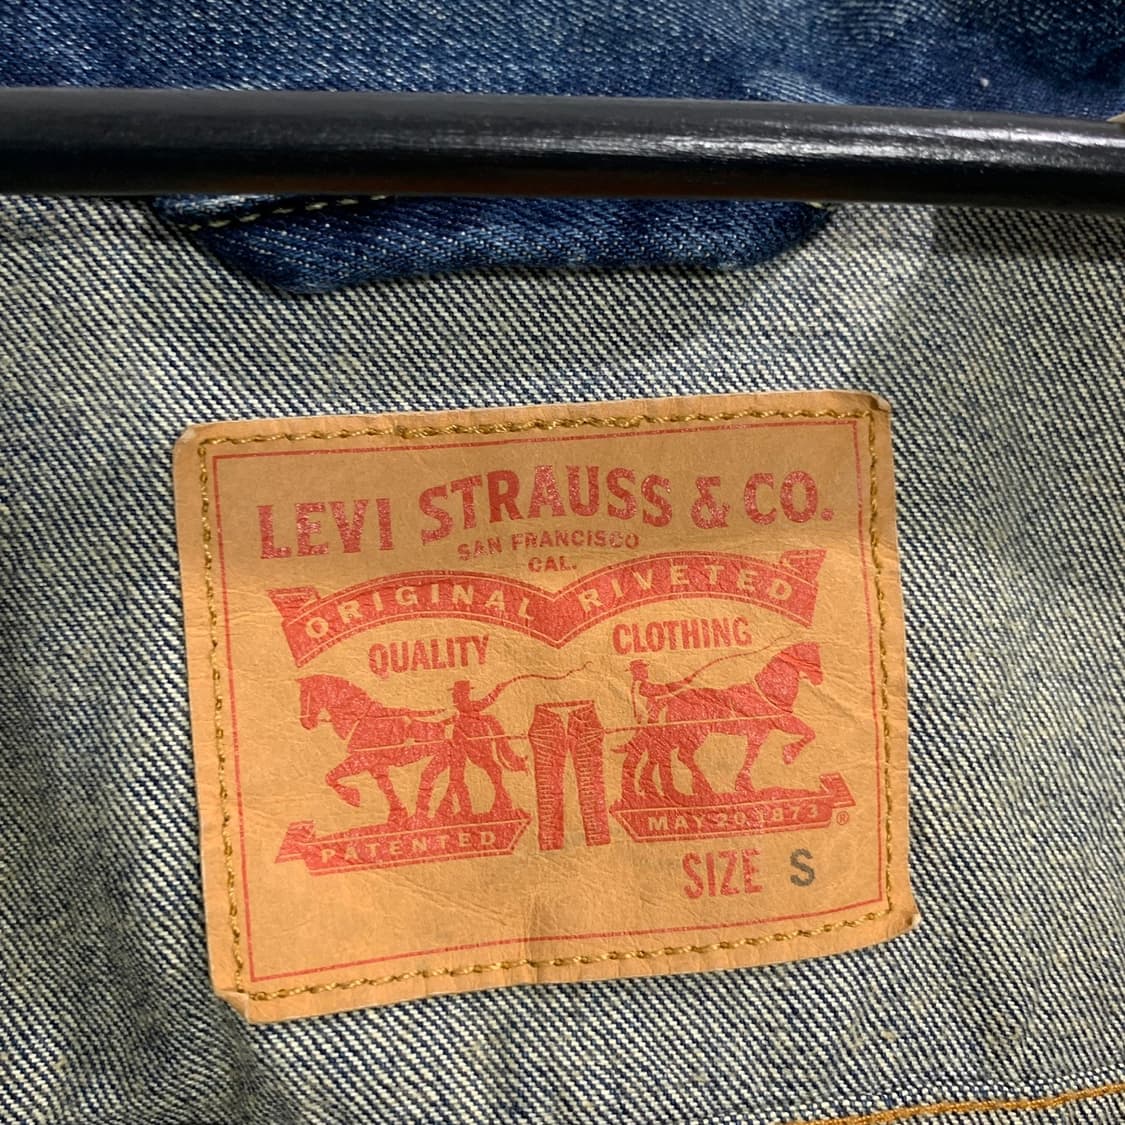 LEVI STRAUSS & CO.
SAN FRANCISCO
CAL.
ORIGINAL RIVETED
QUALITY CLOTHING
PATENTED MAY 20 1873 ®
SIZE S